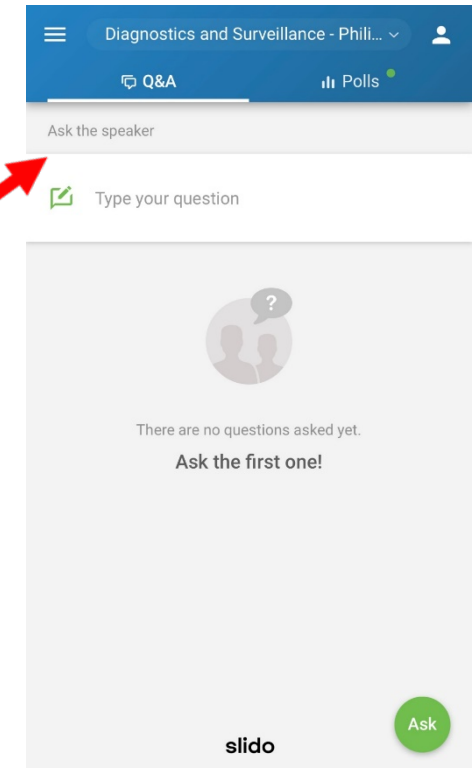 Diagnostics and Surveillance - Phili...
Q&A
Polls
Ask the speaker
Type your question
?
There are no questions asked yet.
Ask the first one!
Ask
slido